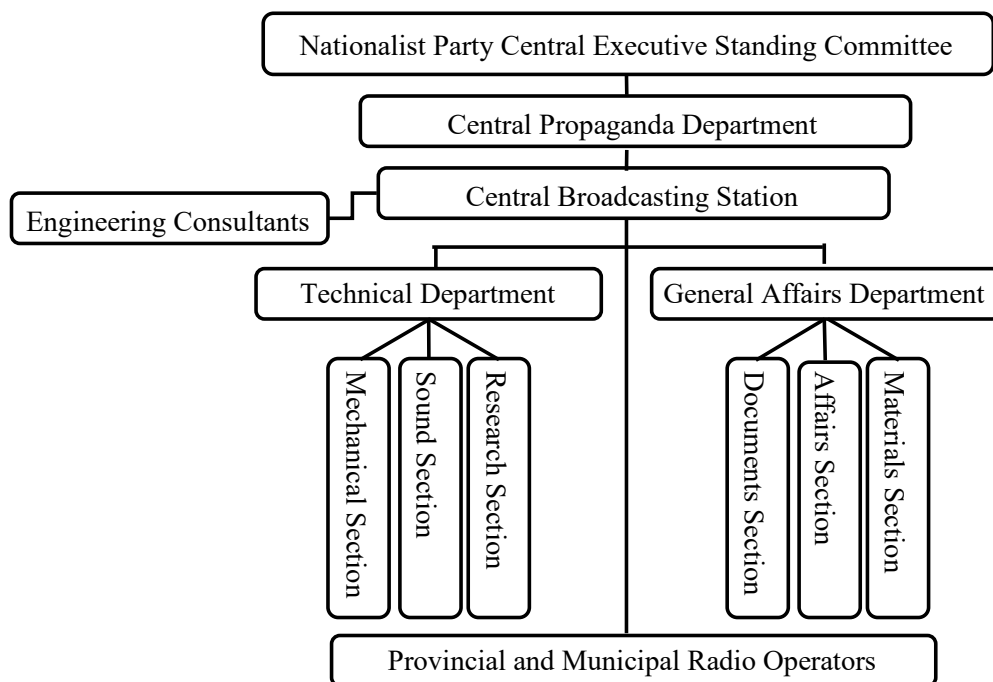 Nationalist Party Central Executive Standing Committee
Central Propaganda Department
Central Broadcasting Station
Engineering Consultants
Technical Department
General Affairs Department
Mechanical Section
Sound Section
Research Section
Documents Section
Affairs Section
Materials Section
Provincial and Municipal Radio Operators